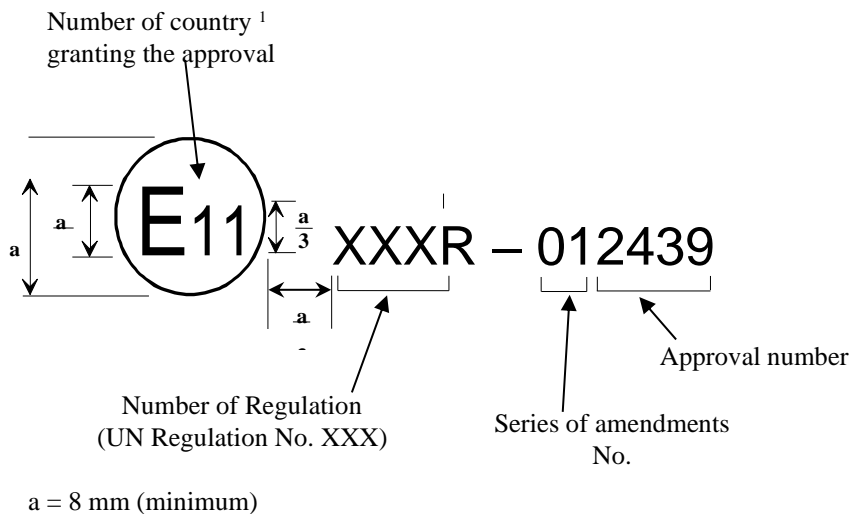 Number of country 1
granting the approval
E11
a
a
a
3
XXXR – 012439
a
Approval number
Number of Regulation
(UN Regulation No. XXX)
Series of amendments
No.
a = 8 mm (minimum)